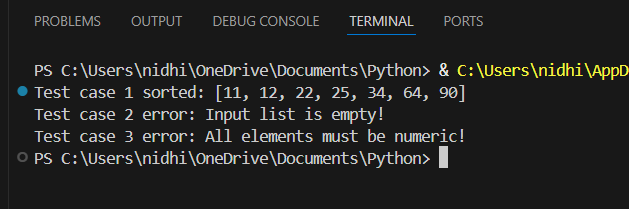 PROBLEMS OUTPUT DEBUG CONSOLE TERMINAL PORTS
PS C:\Users\nidhi\OneDrive\Documents\Python> & C:\Users\nidhi\AppD
Test case 1 sorted: [11, 12, 22, 25, 34, 64, 90]
Test case 2 error: Input list is empty!
Test case 3 error: All elements must be numeric!
PS C:\Users\nidhi\OneDrive\Documents\Python>